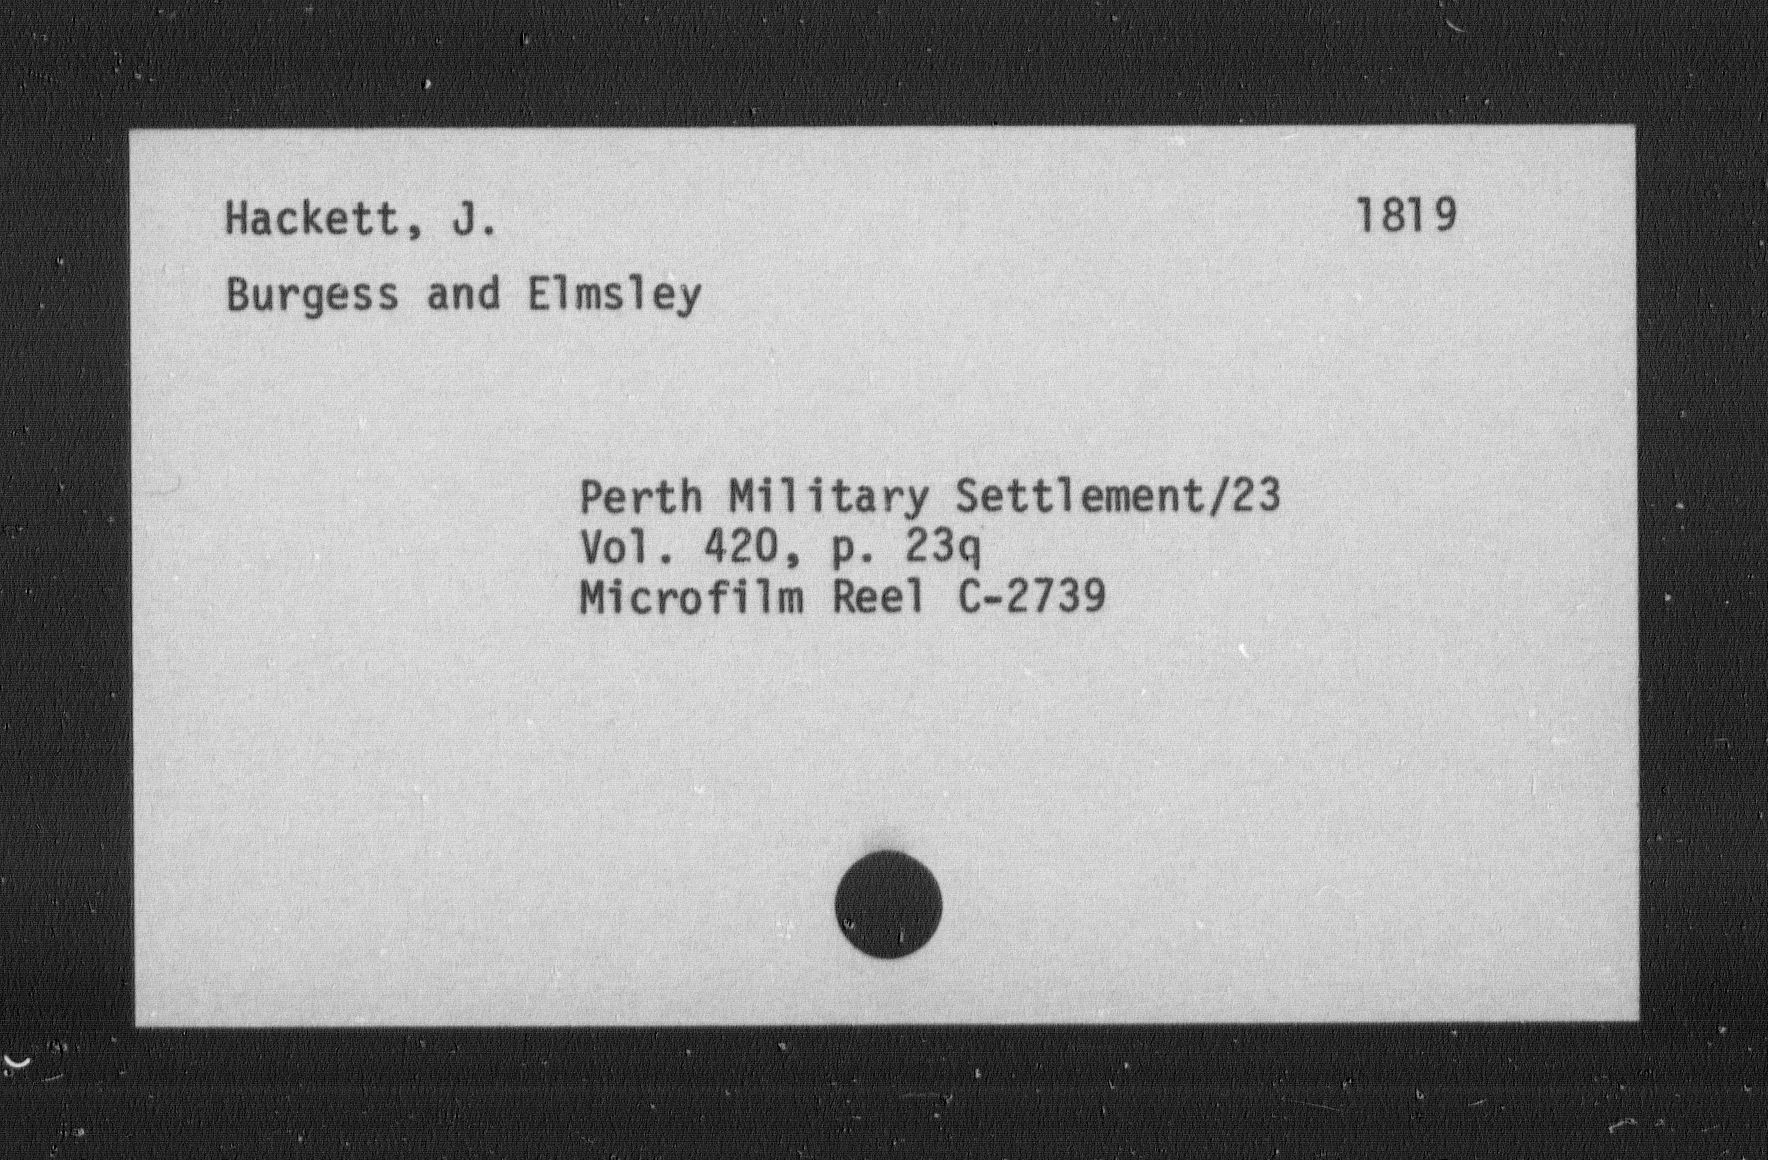 Hackett, J. 1819
Burgess and Elmsley
Perth Military Settlement/23
Vol. 420, p. 23q
Microfilm Reel C-2739